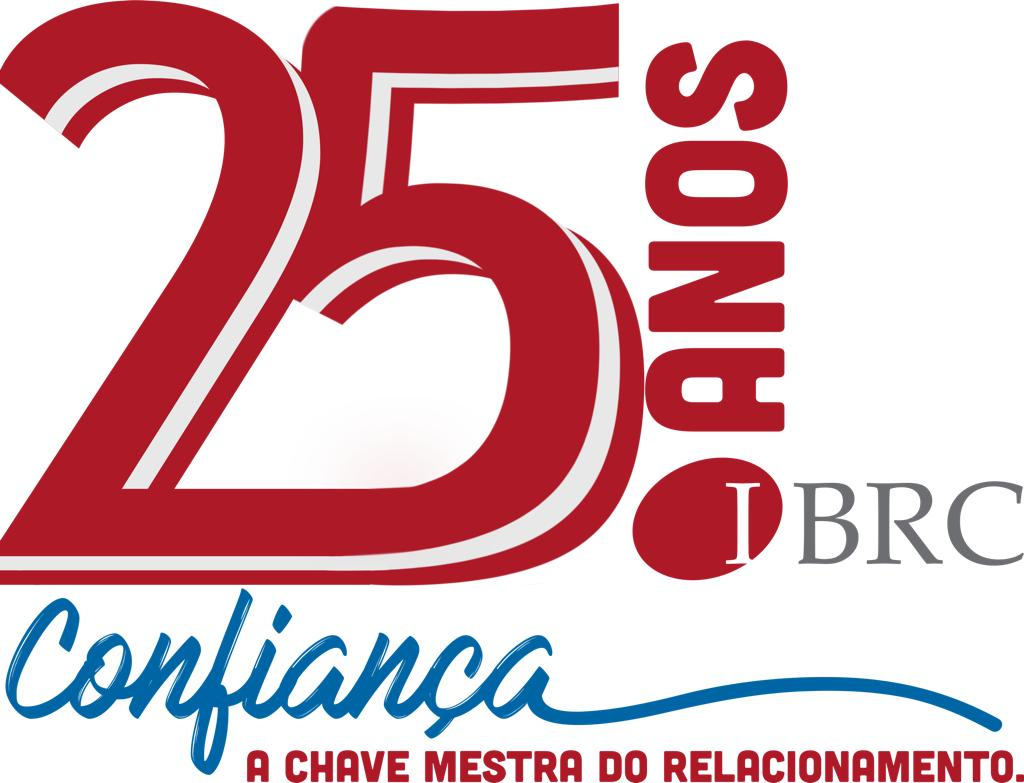 25 ANOS
IBRC
Confiança
A CHAVE MESTRA DO RELACIONAMENTO.